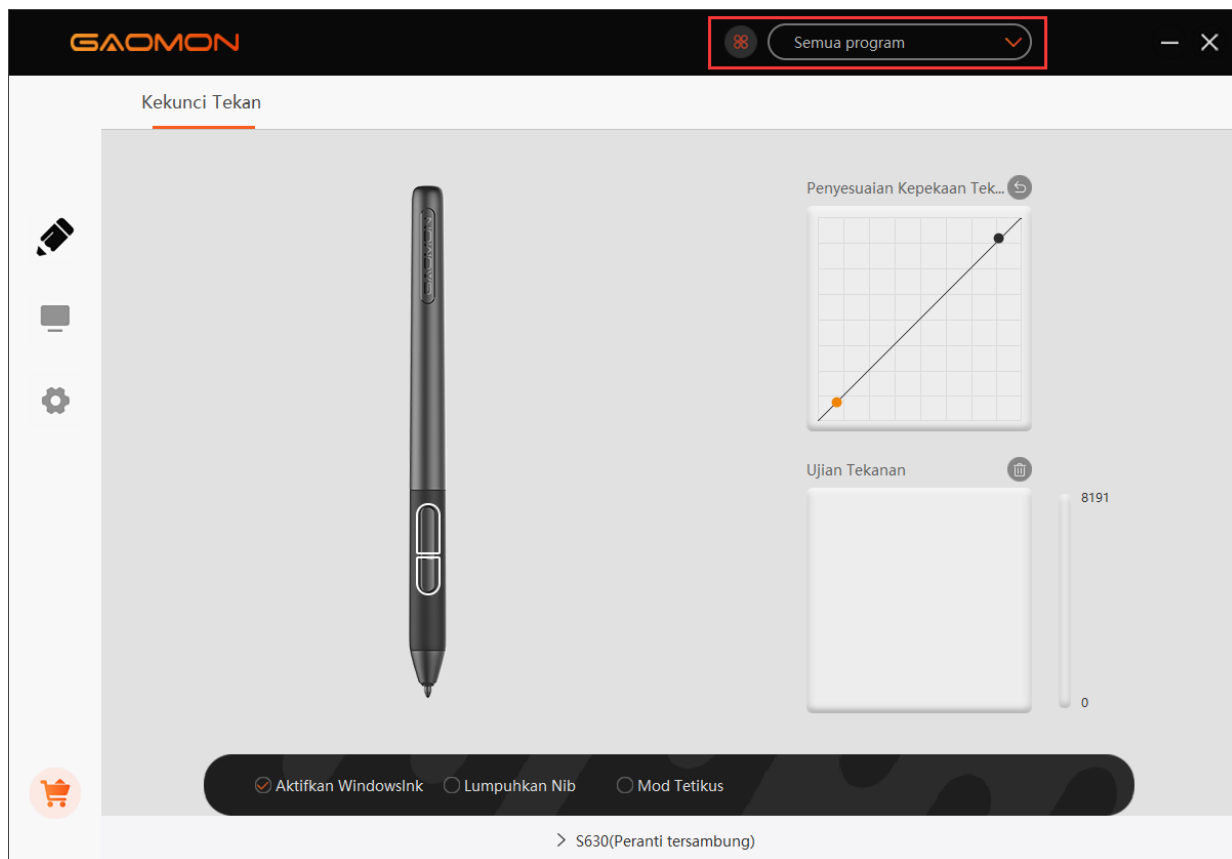 GAOMON
Semua program
Kekunci Tekan
Penyesuaian Kepekaan Tek...
GAOMON
Ujian Tekanan
8191
0
Aktifkan WindowsInk
Lumpuhkan Nib
Mod Tetikus
S630(Peranti tersambung)